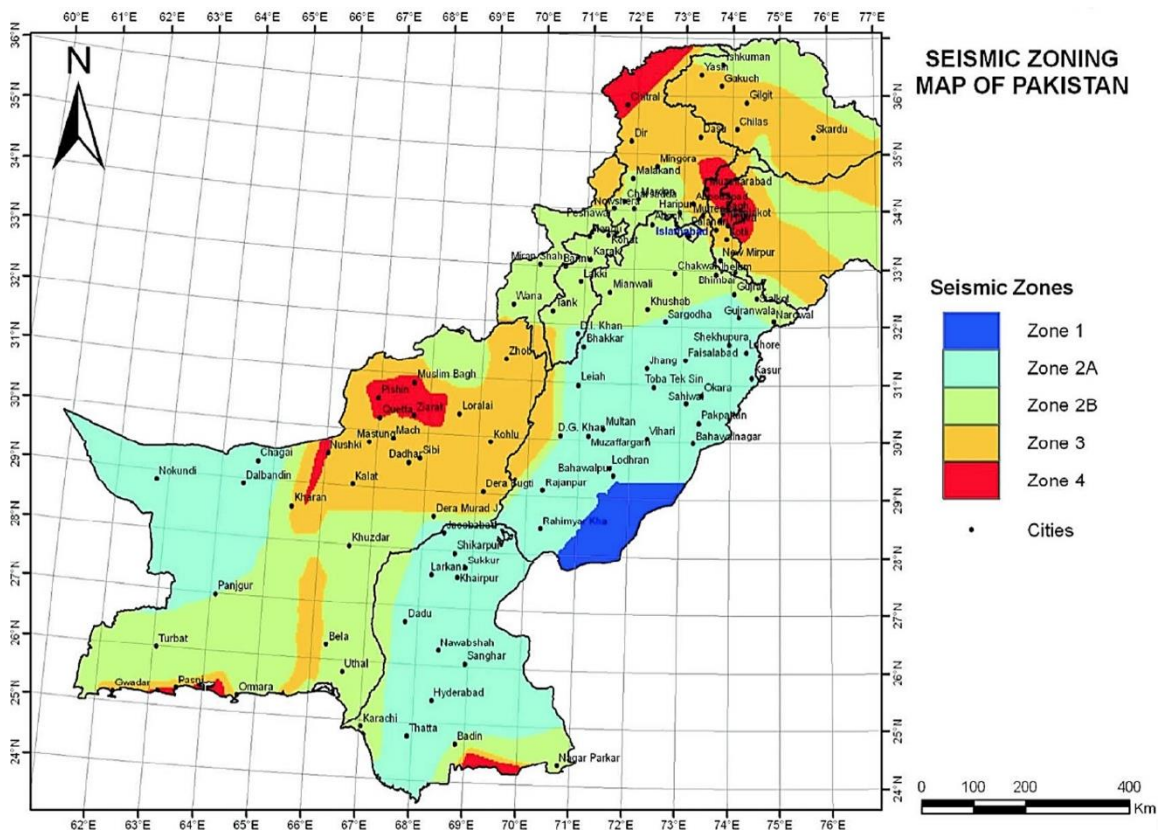 60°E 61°E 62°E 63°E 64°E 65°E 66°E 67°E 68°E 69°E 70°E 71°E 72°E 73°E 74°E 75°E 76°E 77°E
36°N
35°N
34°N
33°N
32°N
31°N
30°N
29°N
28°N
27°N
26°N
25°N
24°N
N
SEISMIC ZONING
MAP OF PAKISTAN
36°N
35°N
34°N
33°N
32°N
31°N
30°N
29°N
28°N
27°N
26°N
25°N
24°N
Ishkuman
Yasin
Gakuch
Gilgit
Chitral
Chilas
Skardu
Dir
Dasu
Mingora
Malakand
Mardan
Nowshera
Haripur
Peshawar
Islamabad
Kohat
Karak
New Mirpur
Miran Shah
Bannu
Lakki
Chakwal
Jhelum
Bhimbar
Mianwali
Gujrat
Wana
Tank
Khushab
Sialkot
Sargodha
Gujranwala
Narowal
D.I. Khan
Bhakkar
Shekhupura
Lahore
Zhob
Jhang
Faisalabad
Muslim Bagh
Leiah
Toba Tek Sin
Kasur
Okara
Pishin
Sahiwal
Quetta
Ziarat
Loralai
Multan
Pakpattan
D.G. Khan
Vihari
Mastung
Mach
Kohlu
Muzaffargarh
Bahawalnagar
Nushki
Sibi
Dadhar
Lodhran
Chagai
Bahawalpur
Nokundi
Dalbandin
Kalat
Dera Bugti
Rajanpur
Kharan
Dera Murad J
Rahimyar Kha
Jacobabad
Khuzdar
Shikarpur
Sukkur
Larkana
Khairpur
Panjgur
Dadu
Turbat
Bela
Nawabshah
Sanghar
Uthal
Gwadar
Pasni
Ormara
Hyderabad
Karachi
Thatta
Badin
Nagar Parkar
Seismic Zones
Zone 1
Zone 2A
Zone 2B
Zone 3
Zone 4
Cities
0 100 200 400
Km
62°E 63°E 64°E 65°E 66°E 67°E 68°E 69°E 70°E 71°E 72°E 73°E 74°E 75°E 76°E